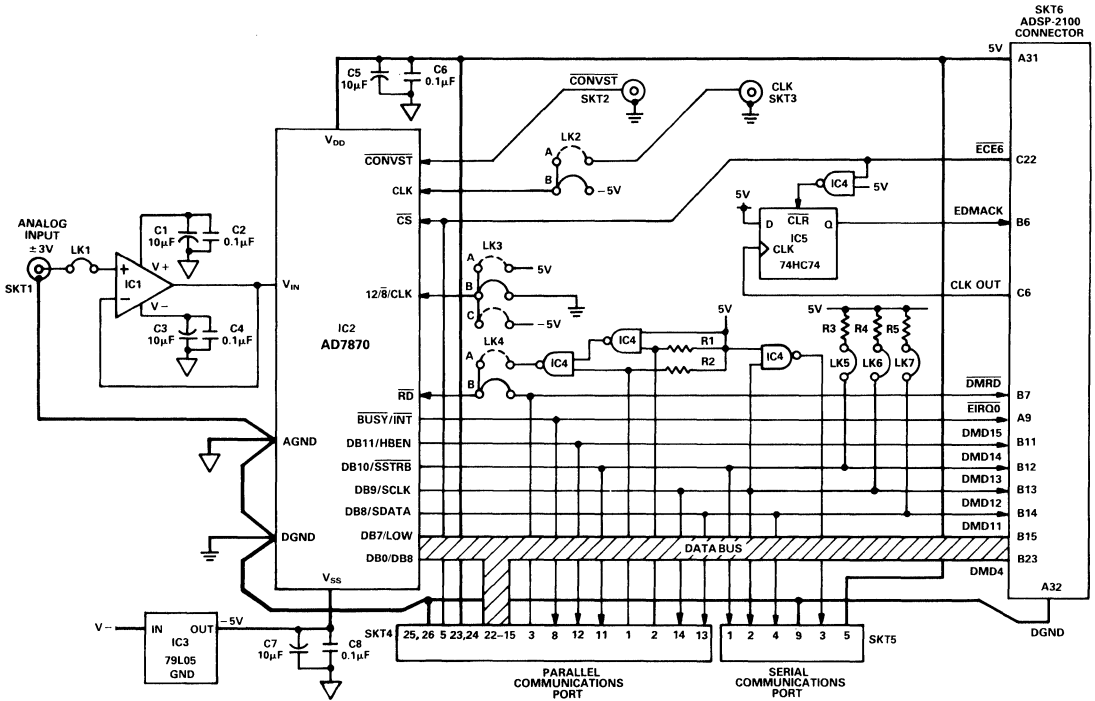 SKT6
ADSP-2100
CONNECTOR
5V
A31
C5
10µF
C6
0.1µF
CONVST
SKT2
CLK
SKT3
VDD
CONVST
LK2
A
B
-5V
CLK
CS
ECE6
C22
IC4
5V
5V
D
CLR
Q
IC5
CLK
74HC74
EDMACK
B6
CLK OUT
C6
ANALOG
INPUT
±3V
LK1
SKT1
C1
10µF
C2
0.1µF
V+
IC1
V-
C3
10µF
C4
0.1µF
VIN
IC2
AD7870
12/8/CLK
LK3
A
5V
B
C
-5V
LK4
A
B
IC4
IC4
5V
R1
R2
IC4
5V
R3
R4
R5
LK5
LK6
LK7
RD
DMRD
B7
BUSY/INT
EIRQ0
A9
AGND
DB11/HBEN
DMD15
B11
DB10/SSTRB
DMD14
B12
DB9/SCLK
DMD13
B13
DB8/SDATA
DMD12
B14
DGND
DB7/LOW
DMD11
B15
DATA BUS
DB0/DB8
B23
DMD4
VSS
A32
DGND
V-
IN
OUT
-5V
IC3
79L05
GND
C7
10µF
C8
0.1µF
SKT4
25, 26 5 23,24 22-15 3 8 12 11 1 2 14 13
1 2 4 9 3 5
SKT5
PARALLEL
COMMUNICATIONS
PORT
SERIAL
COMMUNICATIONS
PORT